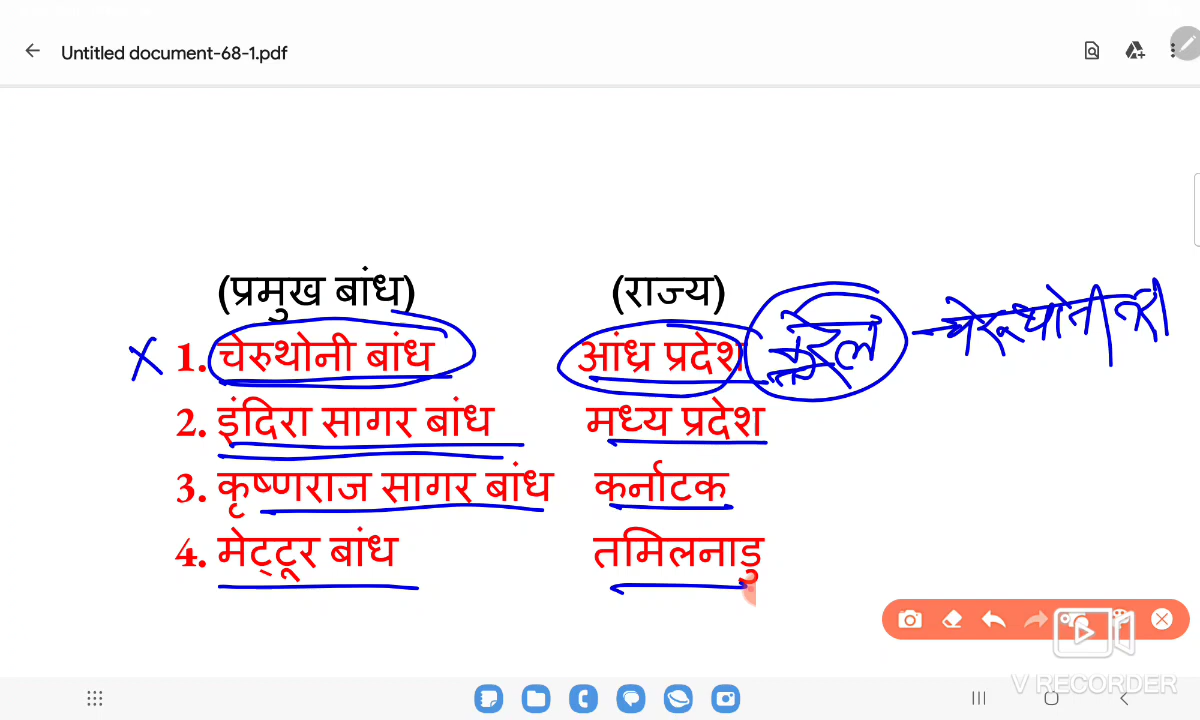 Untitled document-68-1.pdf
(प्रमुख बांध) (राज्य)
X 1. चेरुथोनी बांध आंध्र प्रदेश केरल - चेरुथोनी नदी
2. इंदिरा सागर बांध मध्य प्रदेश
3. कृष्णराज सागर बांध कर्नाटक
4. मेट्टूर बांध तमिलनाडु
V RECORDER